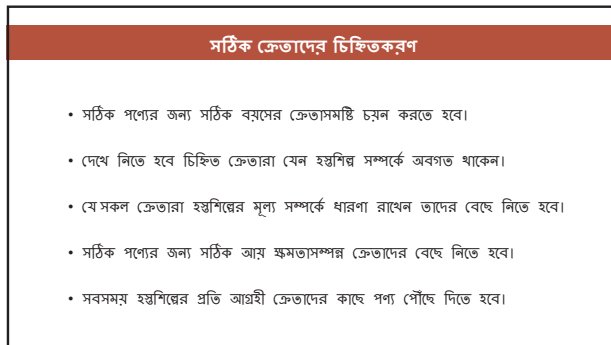 সঠিক ক্রেতাদের চিহ্নিতকরণ
• সঠিক পণ্যের জন্য সঠিক বয়সের ক্রেতাসমষ্টি চয়ন করতে হবে।
• দেখে নিতে হবে চিহ্নিত ক্রেতারা যেন হস্তশিল্প সম্পর্কে অবগত থাকেন।
• যে সকল ক্রেতারা হস্তশিল্পের মূল্য সম্পর্কে ধারণা রাখেন তাদের বেছে নিতে হবে।
• সঠিক পণ্যের জন্য সঠিক আয় ক্ষমতাসম্পন্ন ক্রেতাদের বেছে নিতে হবে।
• সবসময় হস্তশিল্পের প্রতি আগ্রহী ক্রেতাদের কাছে পণ্য পৌঁছে দিতে হবে।